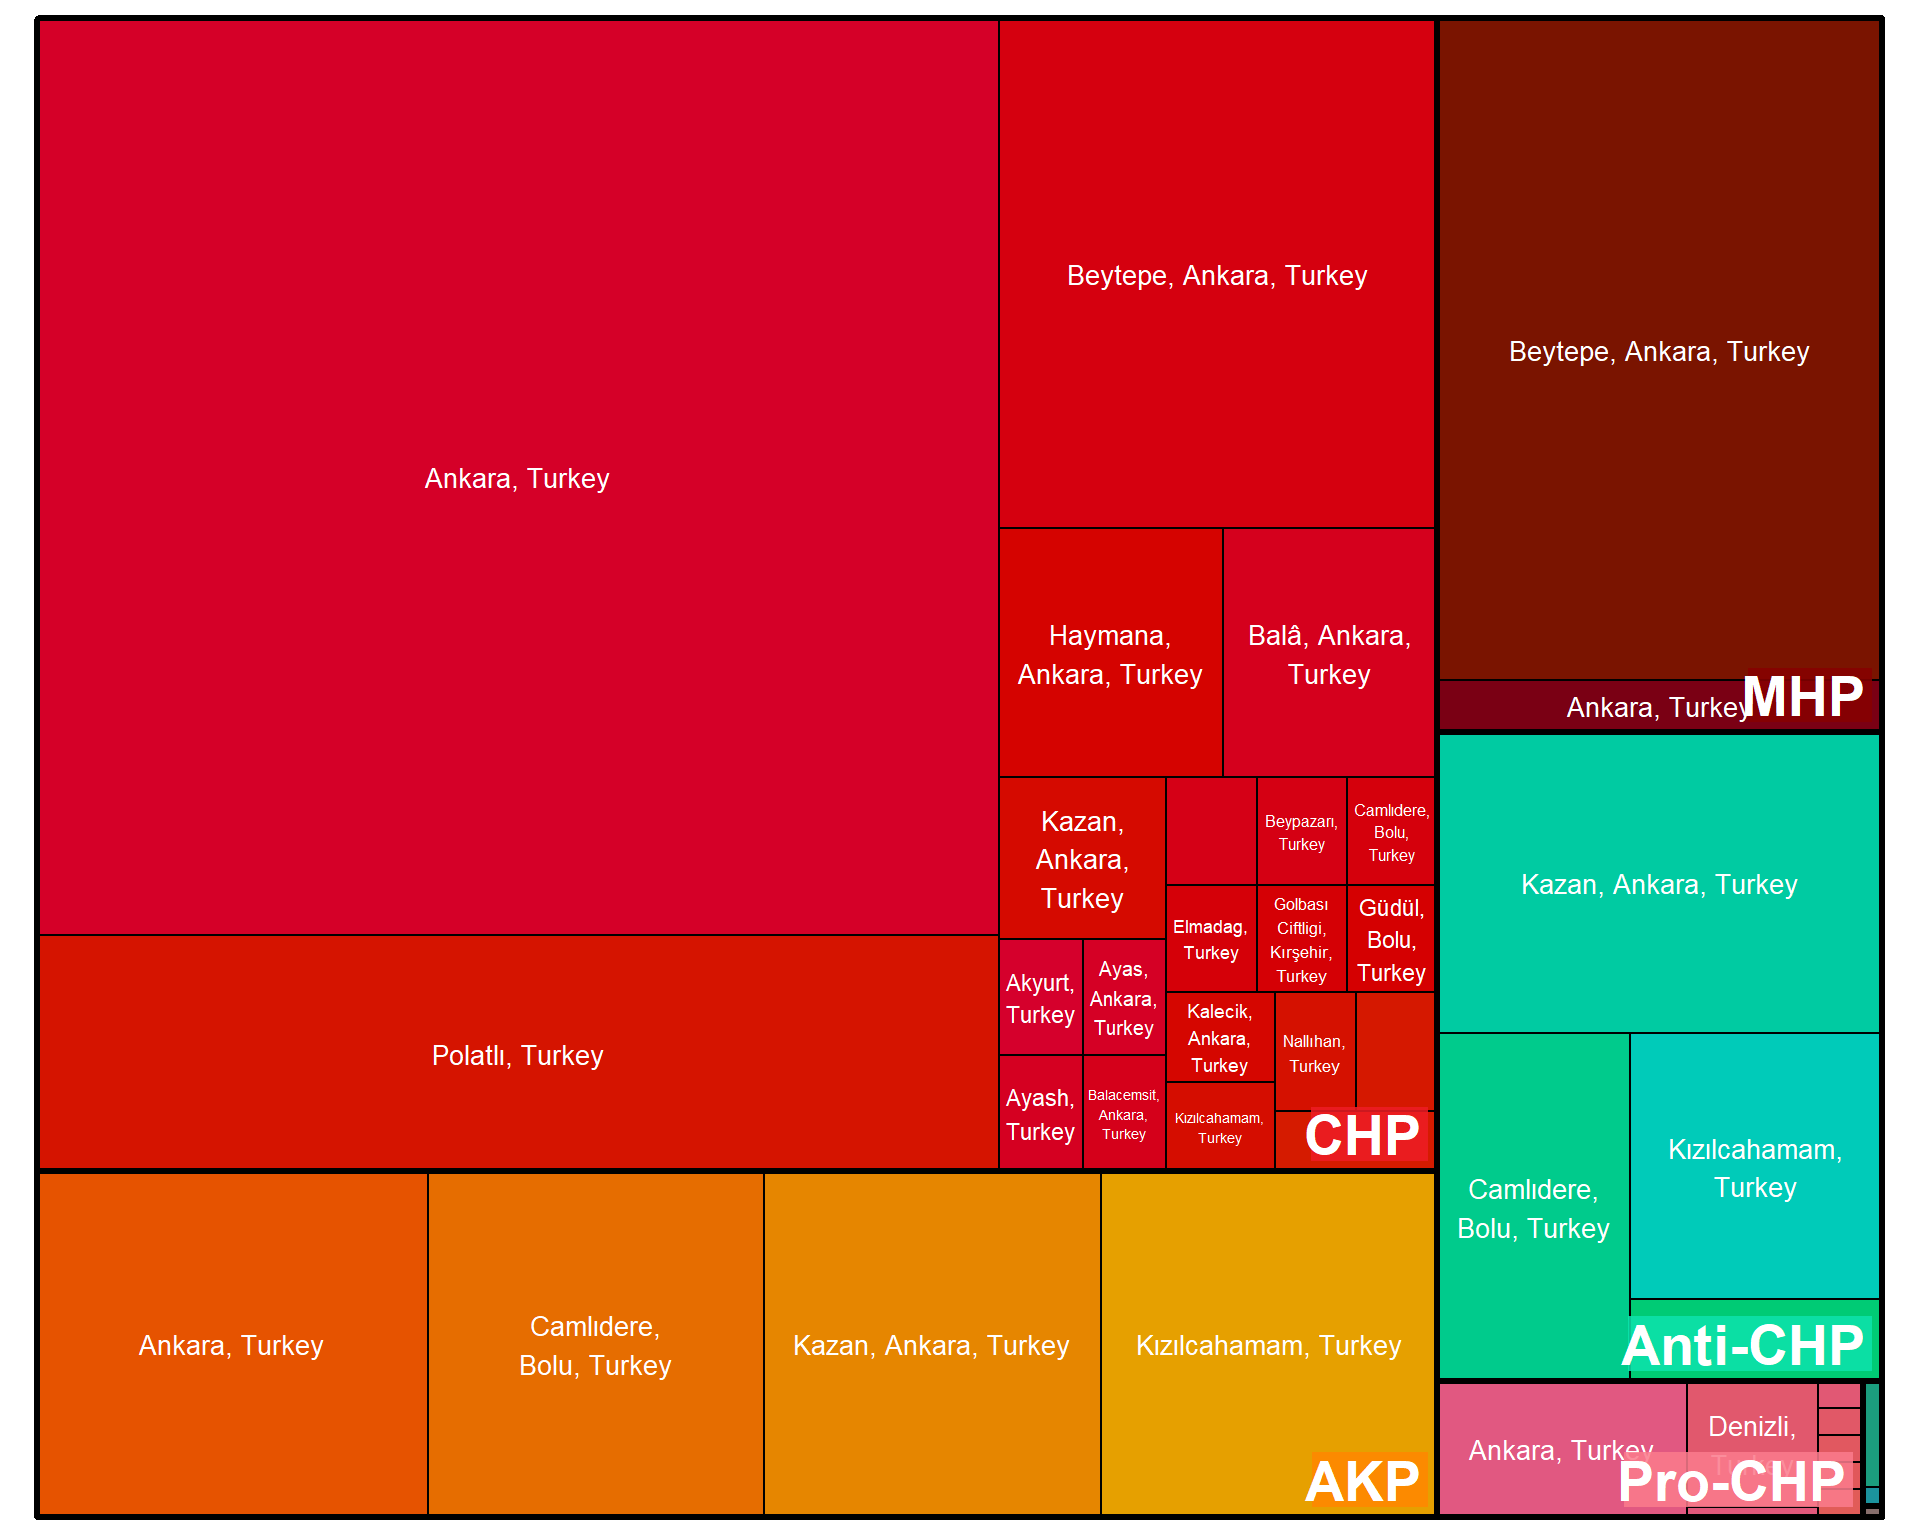 Ankara, Turkey
Polatlı, Turkey
Beytepe, Ankara, Turkey
Haymana,
Ankara, Turkey
Balâ, Ankara,
Turkey
Kazan,
Ankara,
Turkey
Beypazarı,
Turkey
Camlıdere,
Bolu,
Turkey
Elmadag,
Turkey
Golbası
Ciftligi,
Kırşehir,
Turkey
Güdül,
Bolu,
Turkey
Akyurt,
Turkey
Ayas,
Ankara,
Turkey
Ayash,
Turkey
Balacemsit,
Ankara,
Turkey
Kalecik,
Ankara,
Turkey
Nallıhan,
Turkey
Kızılcahamam,
Turkey
CHP
Ankara, Turkey
Camlıdere,
Bolu, Turkey
Kazan, Ankara, Turkey
Kızılcahamam, Turkey
AKP
Beytepe, Ankara, Turkey
Ankara, Turkey
MHP
Kazan, Ankara, Turkey
Camlıdere,
Bolu, Turkey
Kızılcahamam,
Turkey
Anti-CHP
Ankara, Turkey
Denizli,
Turkey
Pro-CHP